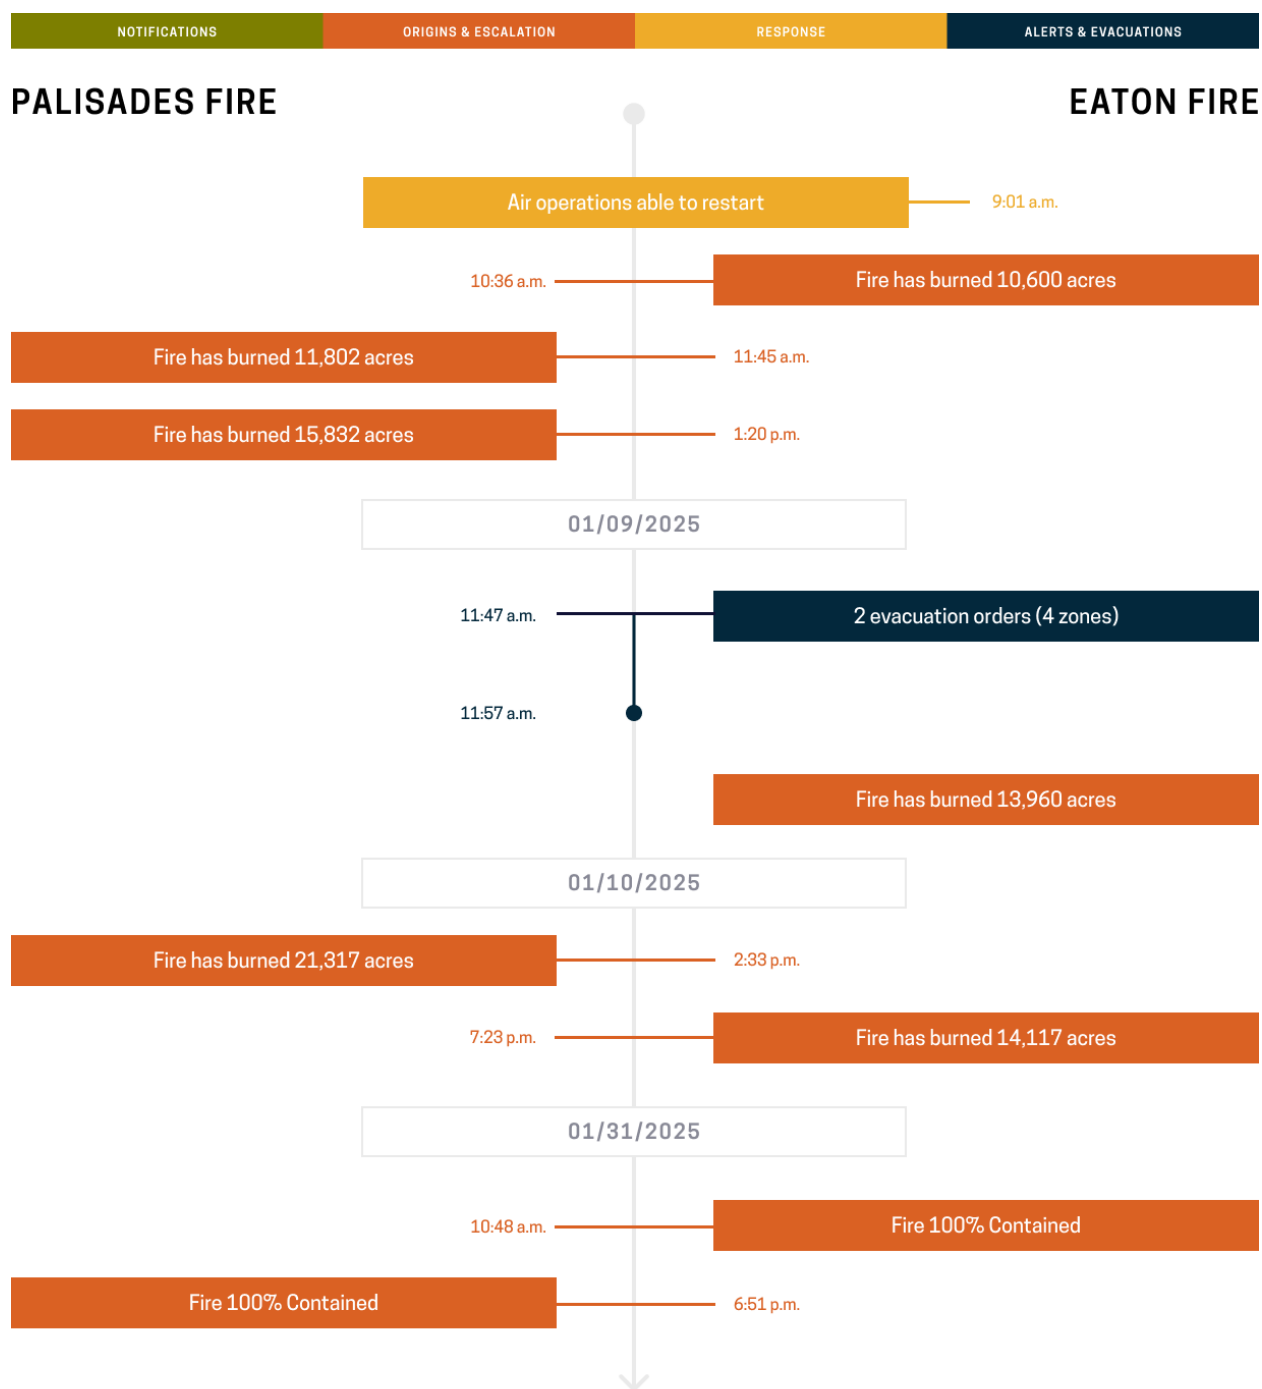 NOTIFICATIONS
ORIGINS & ESCALATION
RESPONSE
ALERTS & EVACUATIONS
PALISADES FIRE
EATON FIRE
Air operations able to restart
9:01 a.m.
10:36 a.m.
Fire has burned 10,600 acres
Fire has burned 11,802 acres
11:45 a.m.
Fire has burned 15,832 acres
1:20 p.m.
01/09/2025
11:47 a.m.
2 evacuation orders (4 zones)
11:57 a.m.
Fire has burned 13,960 acres
01/10/2025
Fire has burned 21,317 acres
2:33 p.m.
7:23 p.m.
Fire has burned 14,117 acres
01/31/2025
10:48 a.m.
Fire 100% Contained
Fire 100% Contained
6:51 p.m.